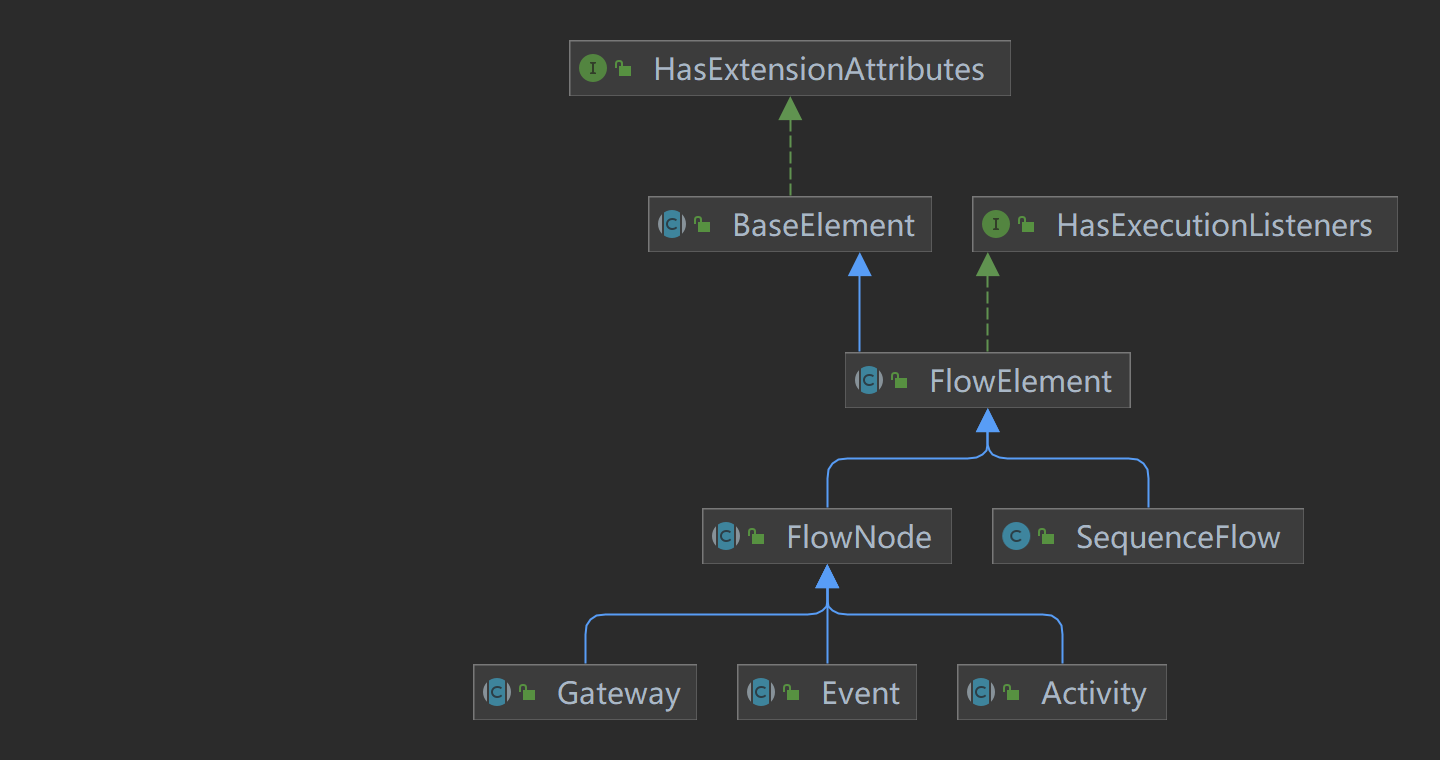 HasExtensionAttributes
BaseElement
HasExecutionListeners
FlowElement
FlowNode
SequenceFlow
Gateway
Event
Activity